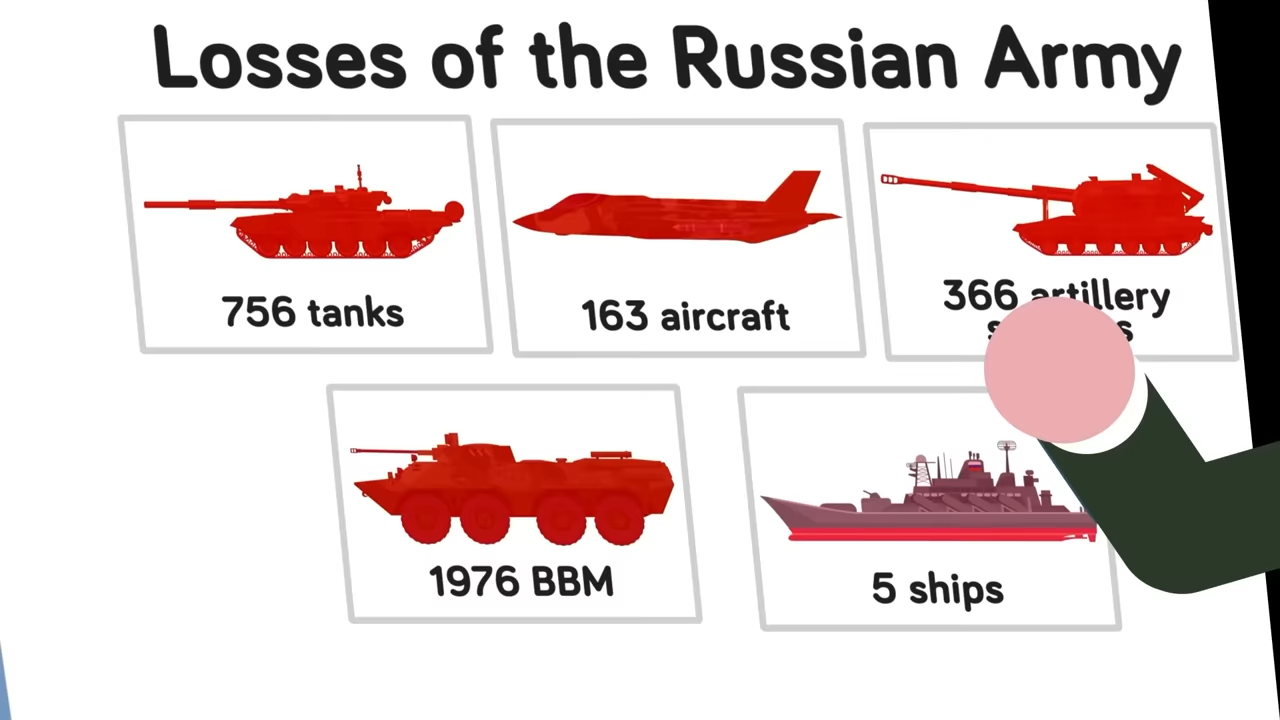 Losses of the Russian Army
756 tanks
163 aircraft
366 artillery
1976 BBM
5 ships